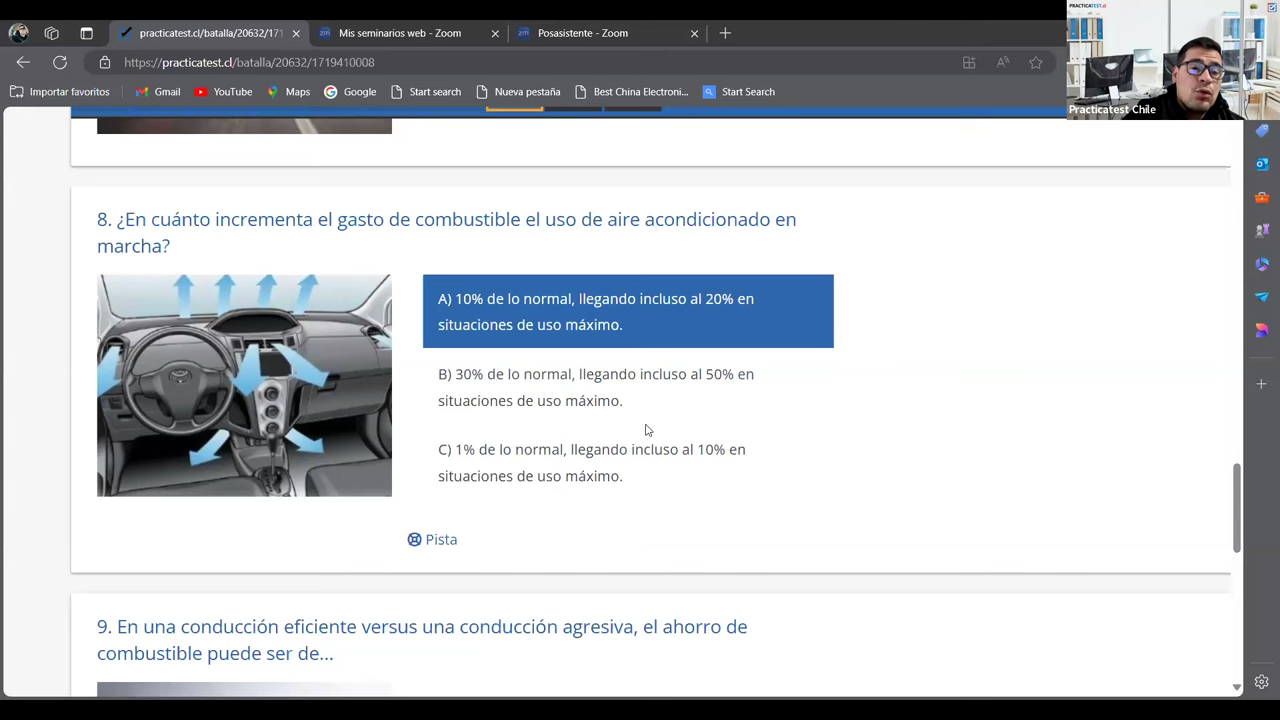 PRACTICATEST.cl
practicatest.cl/batalla/20632/171
Mis seminarios web - Zoom
Posasistente - Zoom
https://practicatest.cl/batalla/20632/1719410008
Importar favoritos
Gmail
YouTube
Maps
Google
Start search
Nueva pestaña
Best China Electroni...
Start Search
Practicatest Chile
8. ¿En cuánto incrementa el gasto de combustible el uso de aire acondicionado en
marcha?
A) 10% de lo normal, llegando incluso al 20% en
situaciones de uso máximo.
B) 30% de lo normal, llegando incluso al 50% en
situaciones de uso máximo.
C) 1% de lo normal, llegando incluso al 10% en
situaciones de uso máximo.
Pista
9. En una conducción eficiente versus una conducción agresiva, el ahorro de
combustible puede ser de...